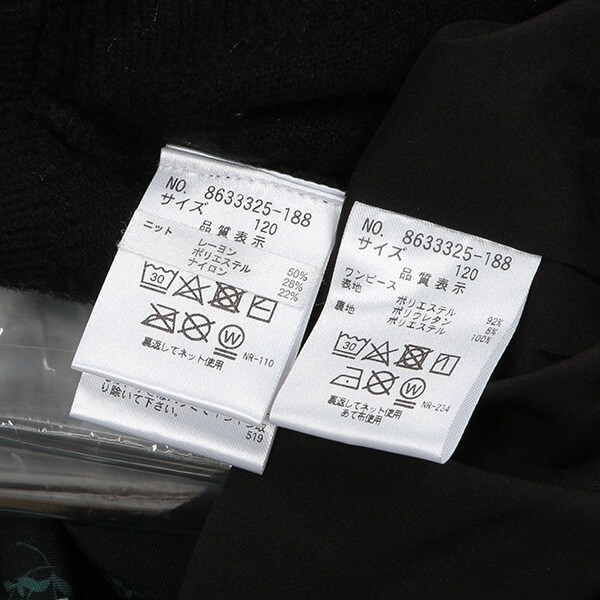 NO. 8633325-188
サイズ 120
品質表示
ニット
レーヨン 50%
ポリエステル 28%
ナイロン 22%
30
W
裏返してネット使用
NR-110
り除いて下さい。
519
NO. 8633325-188
サイズ 120
品質表示
ワンピース
表地 ポリエステル 92%
ポリウレタン 8%
裏地 ポリエステル 100%
30
W
裏返してネット使用
あて布使用
NR-234